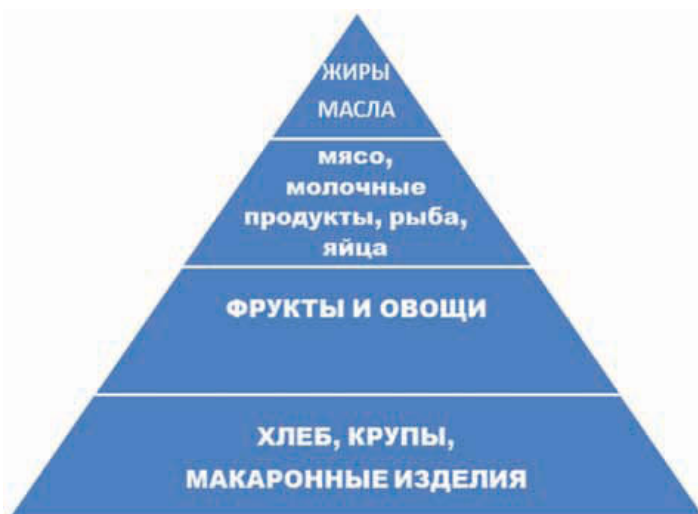 ЖИРЫ
МАСЛА
мясо,
молочные
продукты, рыба,
яйца
ФРУКТЫ И ОВОЩИ
ХЛЕБ, КРУПЫ,
МАКАРОННЫЕ ИЗДЕЛИЯ